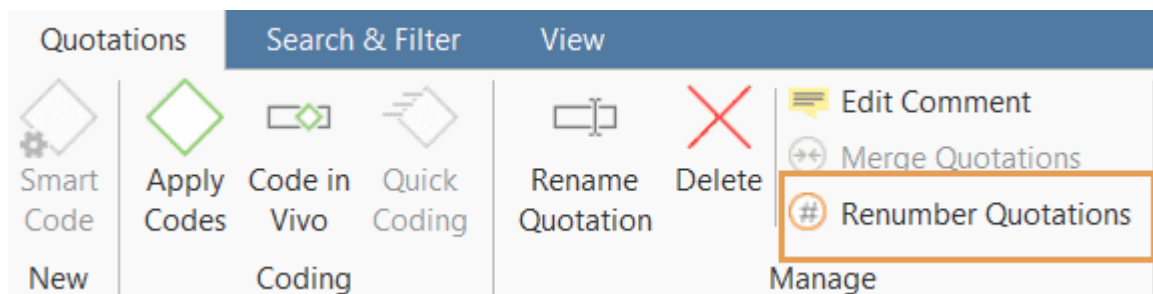 Quotations Search & Filter View
Smart Code
Apply Codes
Code in Vivo
Quick Coding
Rename Quotation
Delete
Edit Comment
Merge Quotations
# Renumber Quotations
New Coding Manage